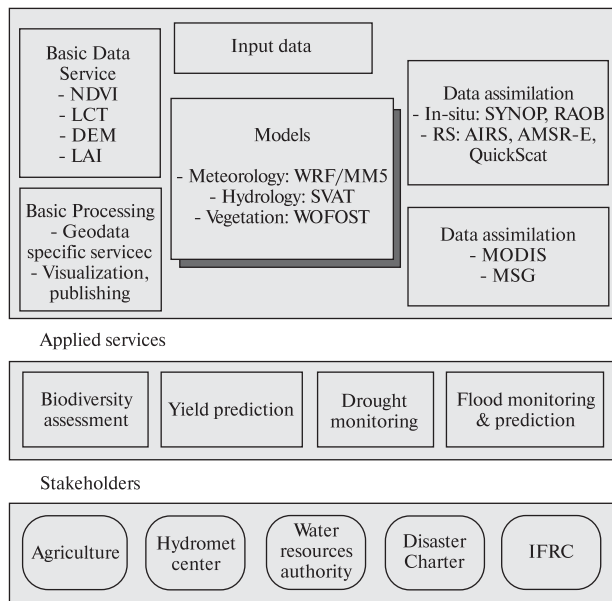 Basic Data
Service
- NDVI
- LCT
- DEM
- LAI
Input data
Models
- Meteorology: WRF/MM5
- Hydrology: SVAT
- Vegetation: WOFOST
Data assimilation
- In-situ: SYNOP, RAOB
- RS: AIRS, AMSR-E,
QuickScat
Basic Processing
- Geodata
specific servicec
- Visualization,
publishing
Data assimilation
- MODIS
- MSG
Applied services
Biodiversity
assessment
Yield prediction
Drought
monitoring
Flood monitoring
& prediction
Stakeholders
Agriculture
Hydromet
center
Water
resources
authority
Disaster
Charter
IFRC